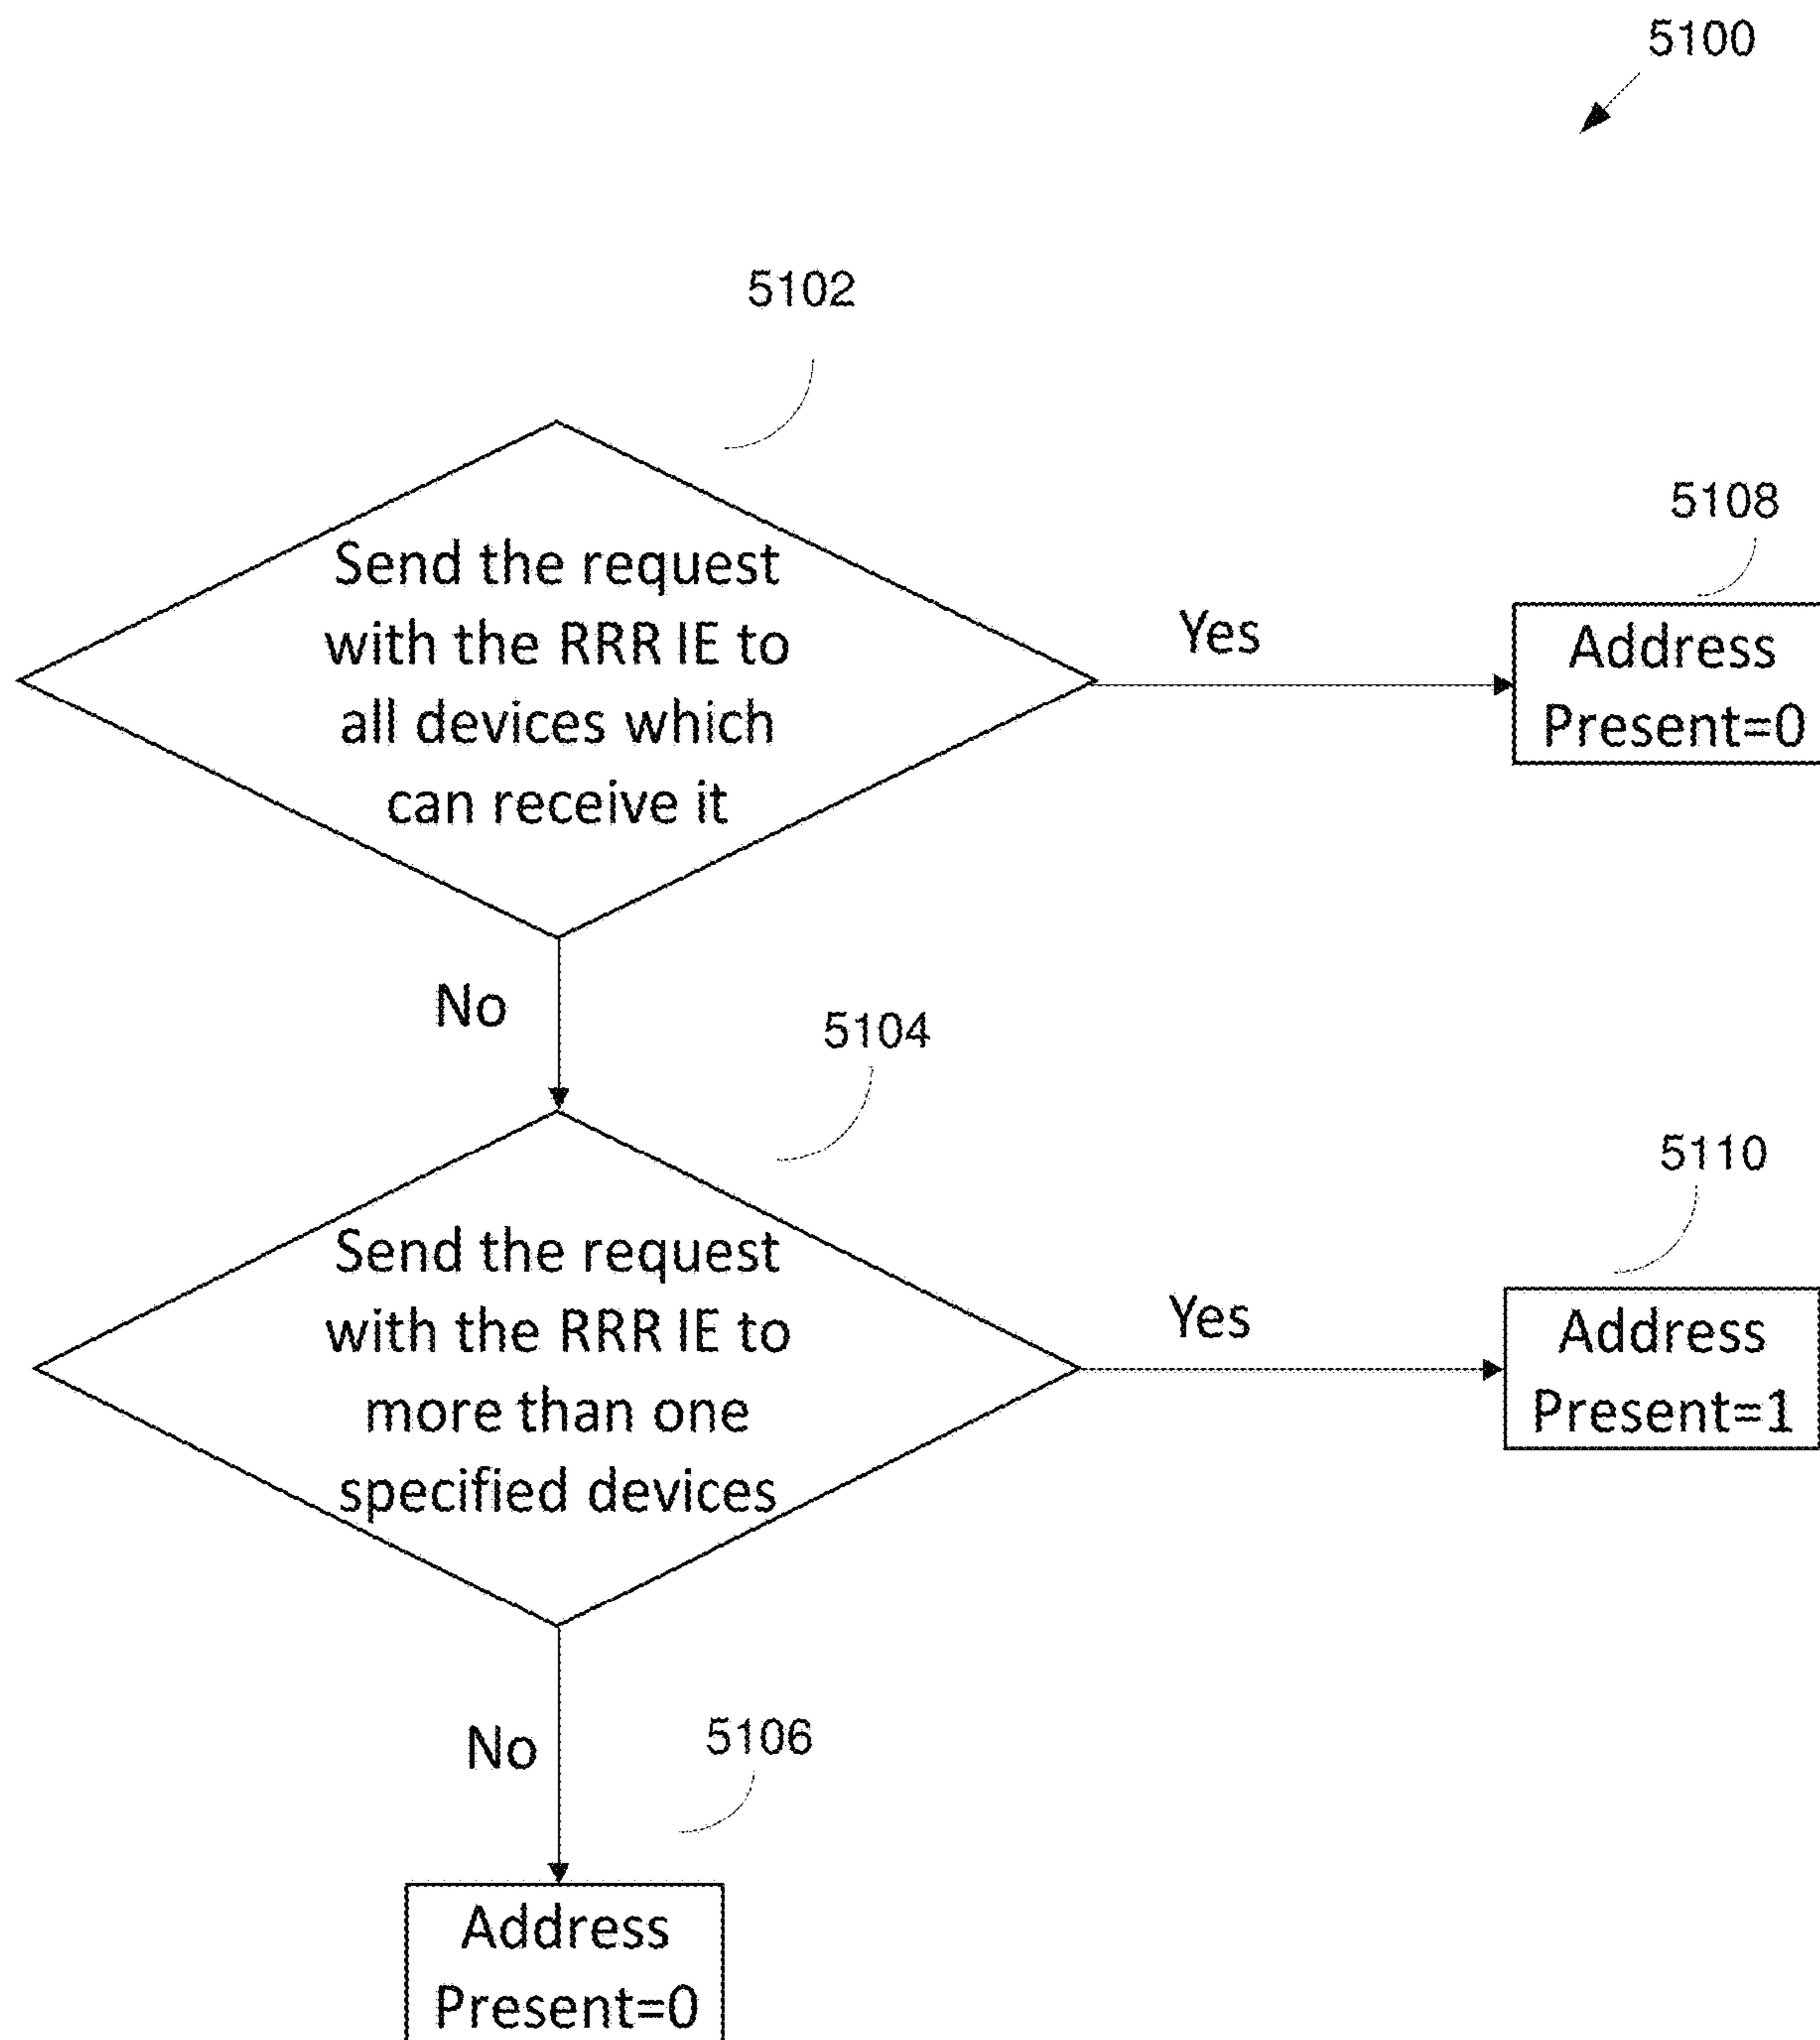 5100
5102
Send the request
with the RRR IE to
all devices which
can receive it
Yes
5108
Address
Present=0
No
5104
Send the request
with the RRR IE to
more than one
specified devices
Yes
5110
Address
Present=1
No
5106
Address
Present=0